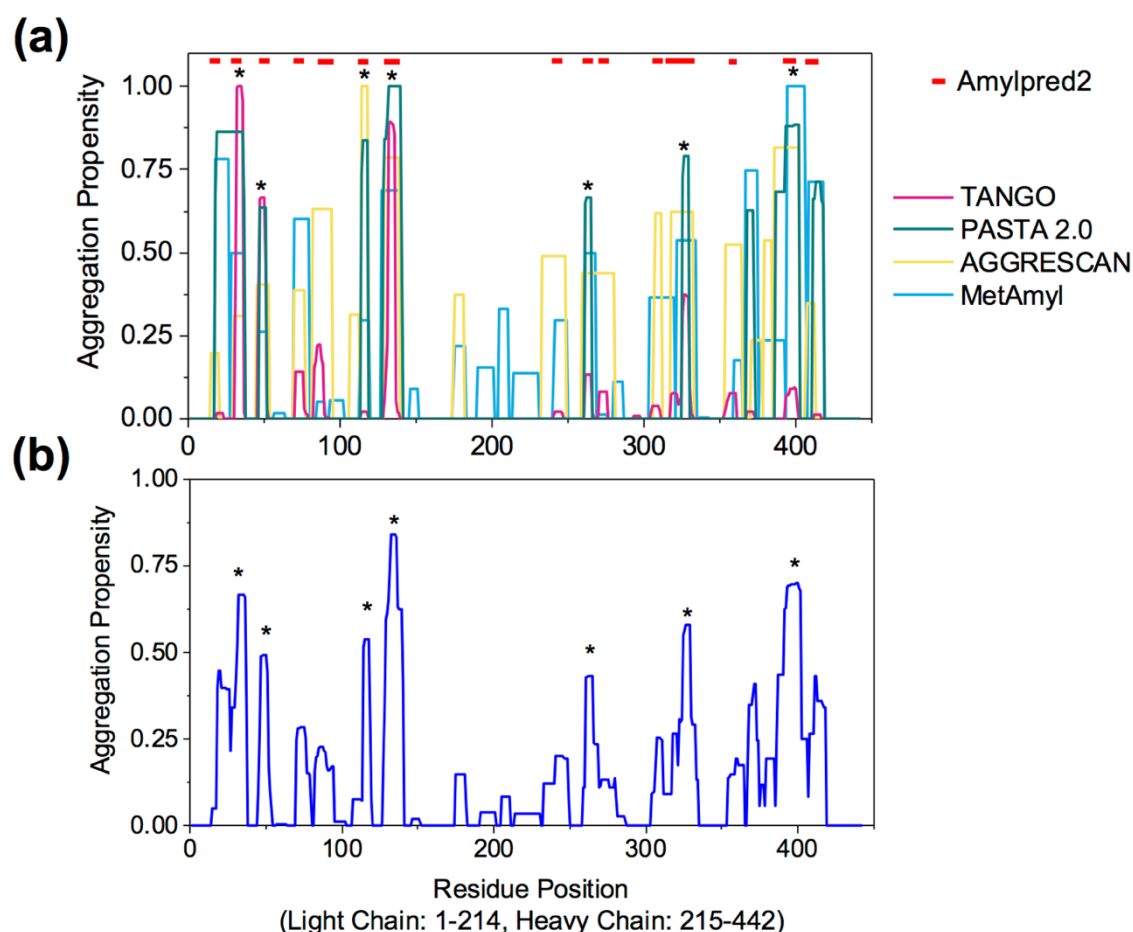 (a)
Aggregation Propensity
1.00
0.75
0.50
0.25
0.00
* * * * * * *
0 100 200 300 400
Amylpred2
TANGO
PASTA 2.0
AGGRESCAN
MetAmyl
(b)
Aggregation Propensity
1.00
0.75
0.50
0.25
0.00
* * * * * * *
0 100 200 300 400
Residue Position
(Light Chain: 1-214, Heavy Chain: 215-442)